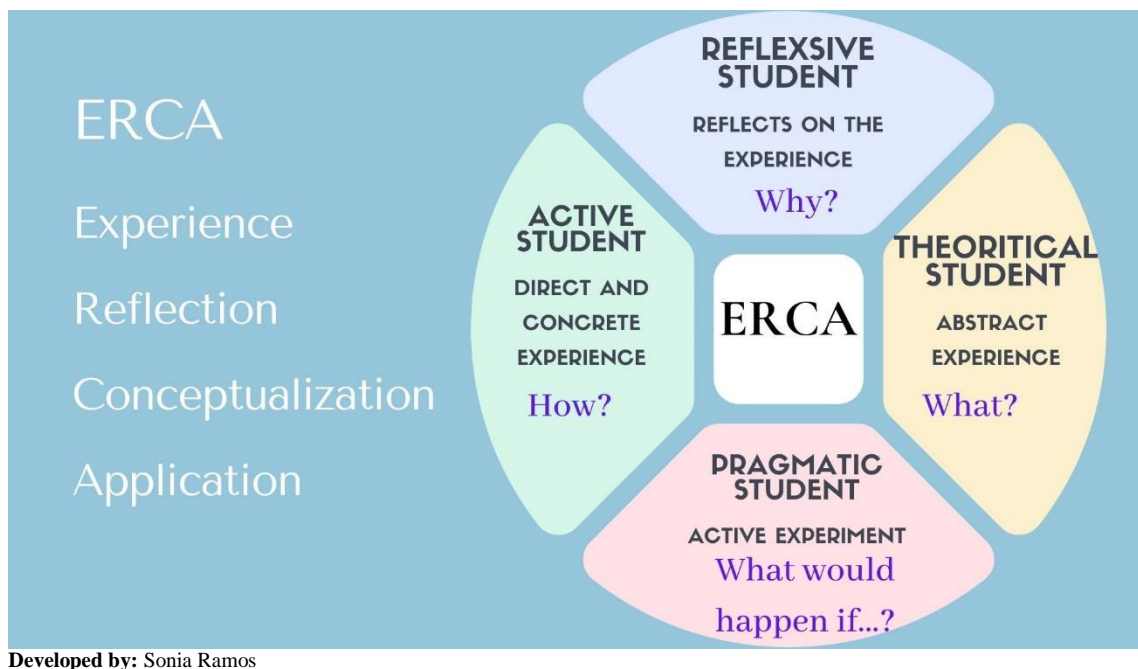 ERCA
Experience
Reflection
Conceptualization
Application
REFLEXSIVE
STUDENT
REFLECTS ON THE
EXPERIENCE
Why?
ACTIVE
STUDENT
DIRECT AND
CONCRETE
EXPERIENCE
How?
ERCA
THEORITICAL
STUDENT
ABSTRACT
EXPERIENCE
What?
PRAGMATIC
STUDENT
ACTIVE EXPERIMENT
What would
happen if...?
Developed by: Sonia Ramos